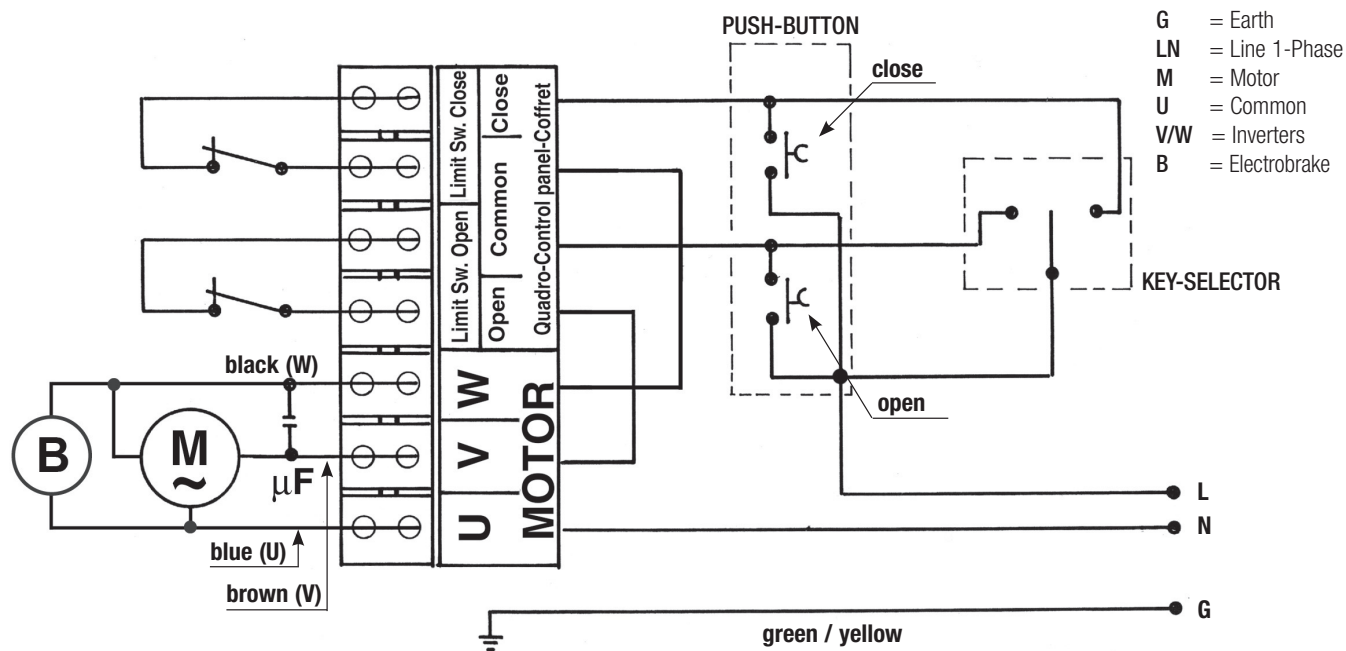 PUSH-BUTTON
close
G = Earth
LN = Line 1-Phase
M = Motor
U = Common
V/W = Inverters
B = Electrobrake
Limit Sw. Close
Limit Sw. Open
Close
Common
Open
Quadro-Control panel-Coffret
KEY-SELECTOR
open
black (W)
B
M
~
µF
W
V
U
MOTOR
blue (U)
brown (V)
L
N
G
green / yellow